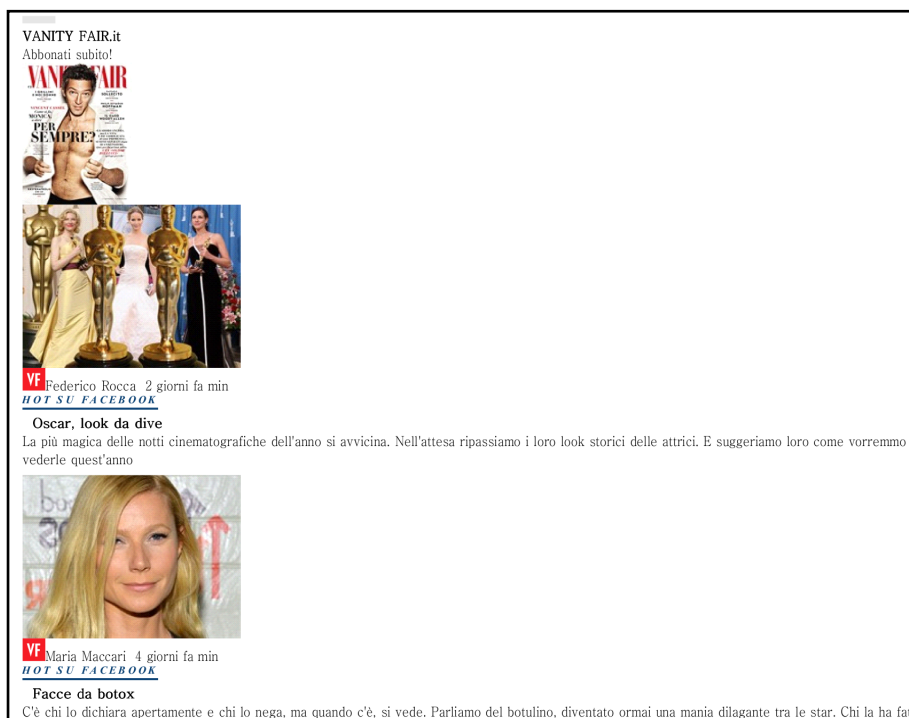 VANITY FAIR.it
Abbonati subito!
VANITY FAIR
VINCENT CASSEL
MONICA,
PER
SEMPRE?
VF Federico Rocca 2 giorni fa min
HOT SU FACEBOOK
Oscar, look da dive
La più magica delle notti cinematografiche dell'anno si avvicina. Nell'attesa ripassiamo i loro look storici delle attrici. E suggeriamo loro come vorremmo
vederle quest'anno
VF Maria Maccari 4 giorni fa min
HOT SU FACEBOOK
Facce da botox
C'è chi lo dichiara apertamente e chi lo nega, ma quando c'è, si vede. Parliamo del botulino, diventato ormai una mania dilagante tra le star. Chi la ha fat